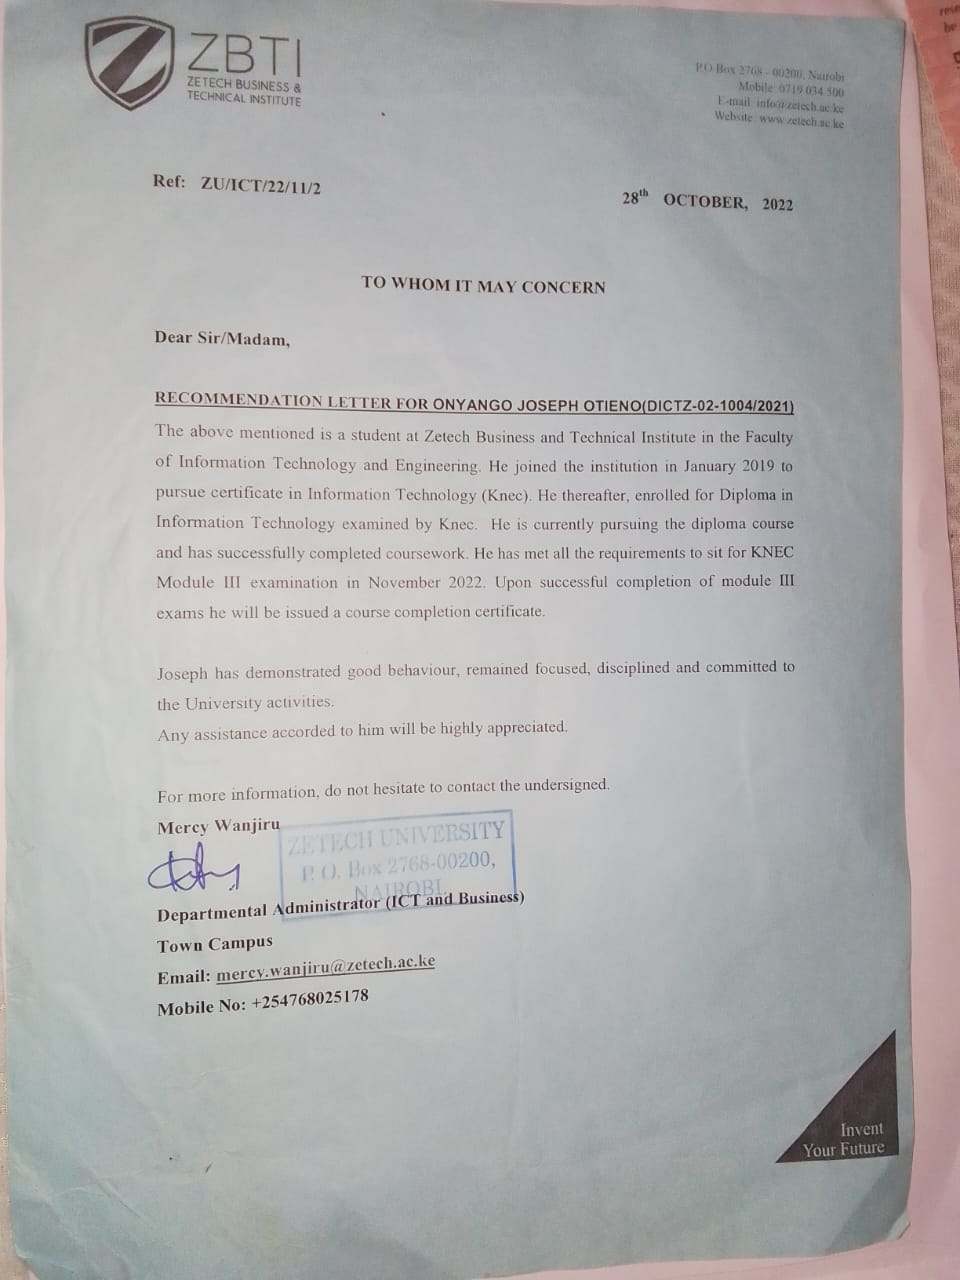 ZBTI
ZETECH BUSINESS &
TECHNICAL INSTITUTE
P.O Box 2768 - 00200, Nairobi
Mobile: 0719 034 500
E-mail: info@zetech.ac.ke
Website: www.zetech.ac.ke
Ref: ZU/ICT/22/11/2
28th OCTOBER, 2022
TO WHOM IT MAY CONCERN
Dear Sir/Madam,
RECOMMENDATION LETTER FOR ONYANGO JOSEPH OTIENO(DICTZ-02-1004/2021)
The above mentioned is a student at Zetech Business and Technical Institute in the Faculty
of Information Technology and Engineering. He joined the institution in January 2019 to
pursue certificate in Information Technology (Knec). He thereafter, enrolled for Diploma in
Information Technology examined by Knec. He is currently pursuing the diploma course
and has successfully completed coursework. He has met all the requirements to sit for KNEC
Module III examination in November 2022. Upon successful completion of module III
exams he will be issued a course completion certificate.
Joseph has demonstrated good behaviour, remained focused, disciplined and committed to
the University activities.
Any assistance accorded to him will be highly appreciated.
For more information, do not hesitate to contact the undersigned.
Mercy Wanjiru
ZETECH UNIVERSITY
P. O. Box 2768-00200,
NAIROBI.
Departmental Administrator (ICT and Business)
Town Campus
Email: mercy.wanjiru@zetech.ac.ke
Mobile No: +254768025178
Invent
Your Future